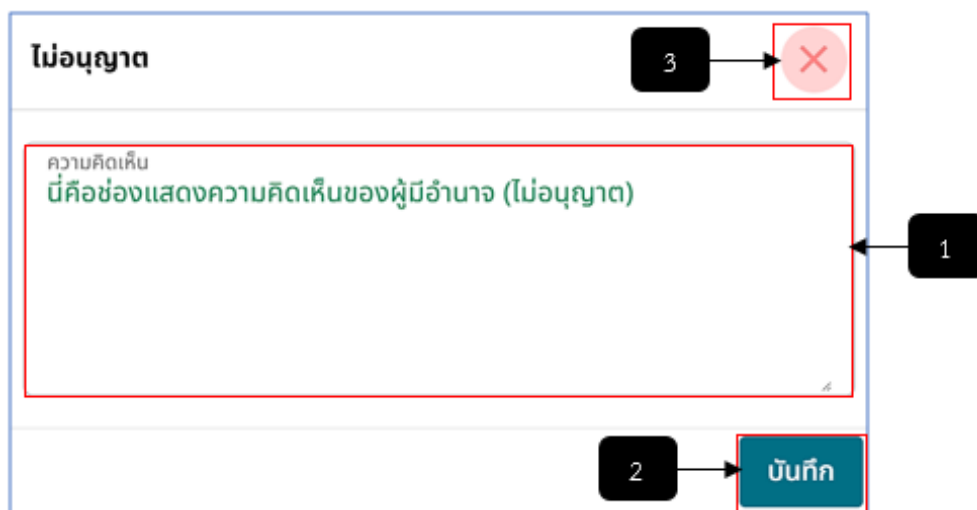 ไม่อนุญาต
3
ความคิดเห็น
นี่คือช่องแสดงความคิดเห็นของผู้มีอำนาจ (ไม่อนุญาต)
1
2
บันทึก